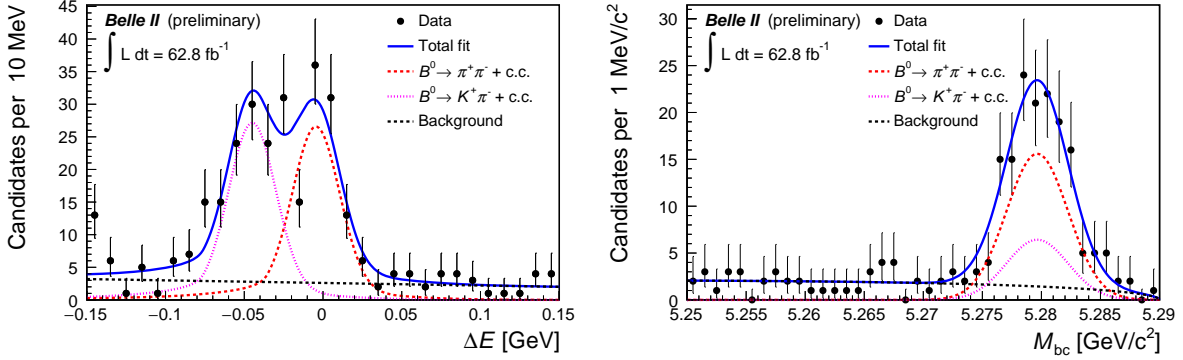 Belle II (preliminary)
∫ L dt = 62.8 fb⁻¹
Data
Total fit
B⁰→ π⁺π⁻ + c.c.
B⁰→ K⁺π⁻ + c.c.
Background
Candidates per 10 MeV
45
40
35
30
25
20
15
10
5
0
−0.15 −0.1 −0.05 0 0.05 0.1 0.15
ΔE [GeV]
Belle II (preliminary)
∫ L dt = 62.8 fb⁻¹
Data
Total fit
B⁰→ π⁺π⁻ + c.c.
B⁰→ K⁺π⁻ + c.c.
Background
Candidates per 1 MeV/c²
30
25
20
15
10
5
0
5.25 5.255 5.26 5.265 5.27 5.275 5.28 5.285 5.29
M_bc [GeV/c²]